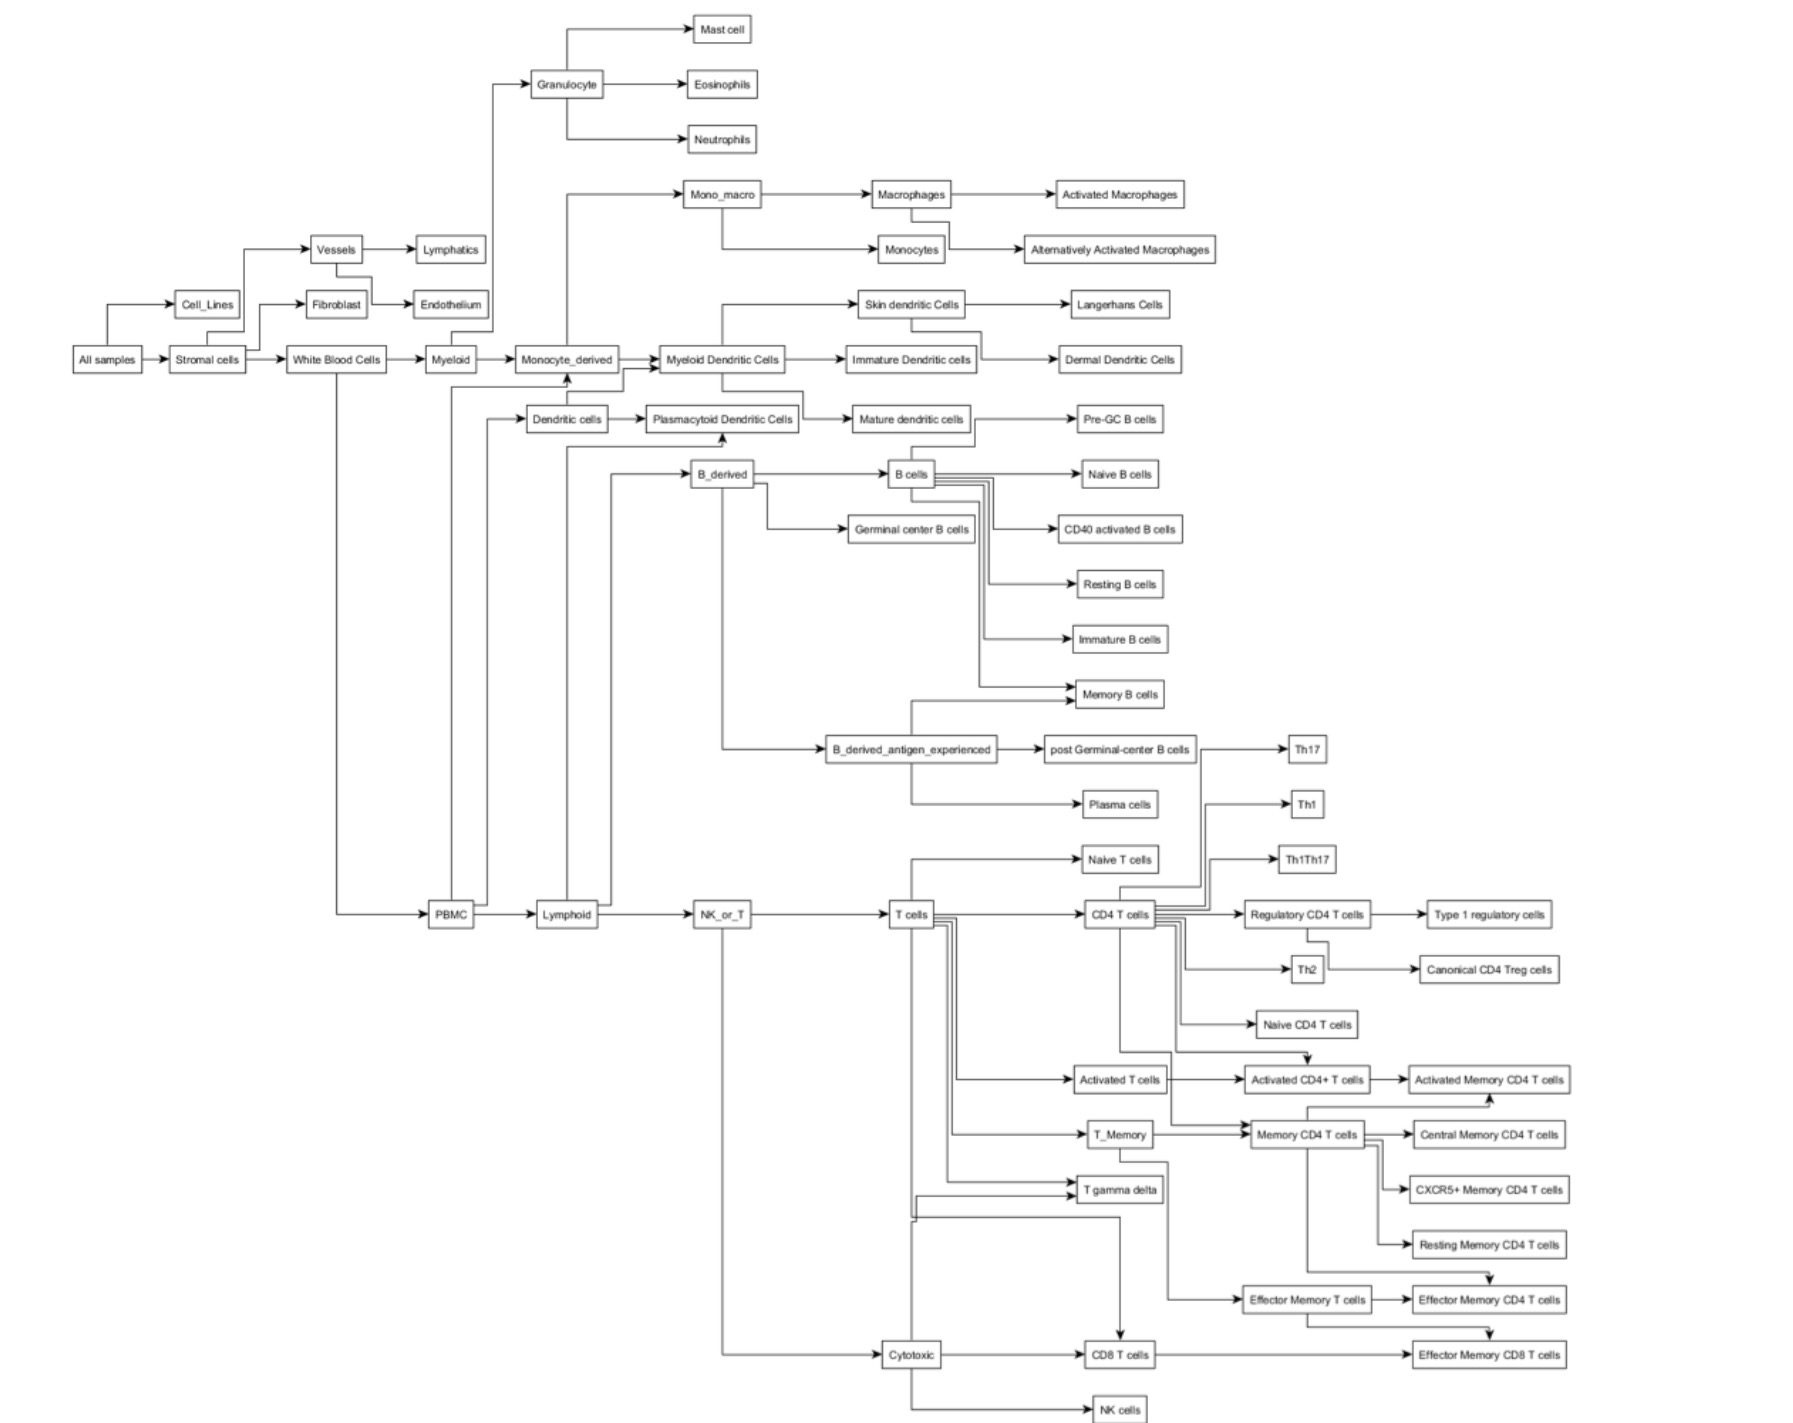 Mast cell
Granulocyte
Eosinophils
Neutrophils
Mono_macro
Macrophages
Activated Macrophages
Vessels
Lymphatics
Monocytes
Alternatively Activated Macrophages
Cell_Lines
Fibroblast
Endothelium
Skin dendritic Cells
Langerhans Cells
All samples
Stromal cells
White Blood Cells
Myeloid
Monocyte_derived
Myeloid Dendritic Cells
Immature Dendritic cells
Dermal Dendritic Cells
Dendritic cells
Plasmacytoid Dendritic Cells
Mature dendritic cells
Pre-GC B cells
B_derived
B cells
Naive B cells
Germinal center B cells
CD40 activated B cells
Resting B cells
Immature B cells
Memory B cells
B_derived_antigen_experienced
post Germinal-center B cells
Th17
Plasma cells
Th1
Naive T cells
Th1Th17
PBMC
Lymphoid
NK_or_T
T cells
CD4 T cells
Regulatory CD4 T cells
Type 1 regulatory cells
Th2
Canonical CD4 Treg cells
Naive CD4 T cells
Activated T cells
Activated CD4+ T cells
Activated Memory CD4 T cells
T_Memory
Memory CD4 T cells
Central Memory CD4 T cells
T gamma delta
CXCR5+ Memory CD4 T cells
Resting Memory CD4 T cells
Effector Memory T cells
Effector Memory CD4 T cells
Cytotoxic
CD8 T cells
Effector Memory CD8 T cells
NK cells